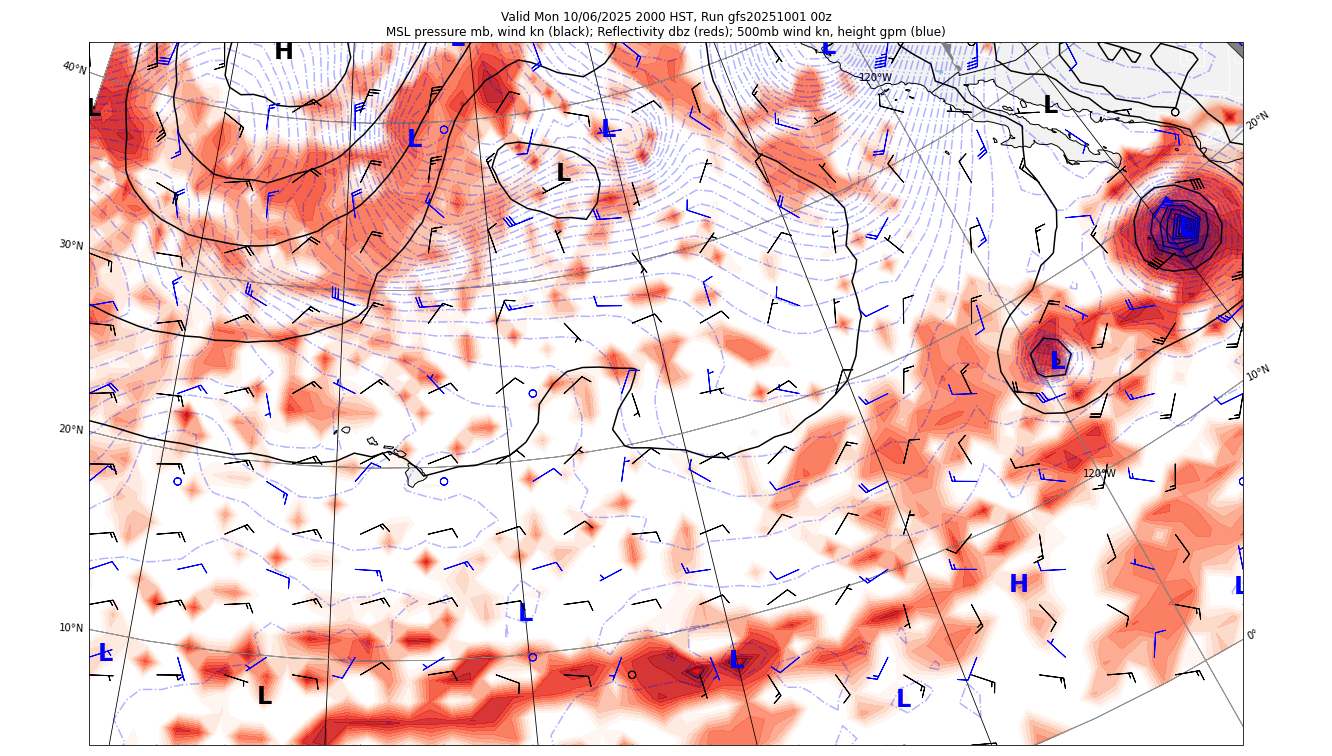 Valid Mon 10/06/2025 2000 HST, Run gfs20251001 00z
MSL pressure mb, wind kn (black); Reflectivity dbz (reds); 500mb wind kn, height gpm (blue)
H
L
L
40°N
120°W
L
L
20°N
L
L
L
30°N
L
L
10°N
20°N
120°W
H
L
L
10°N
0°
L
L
L
L